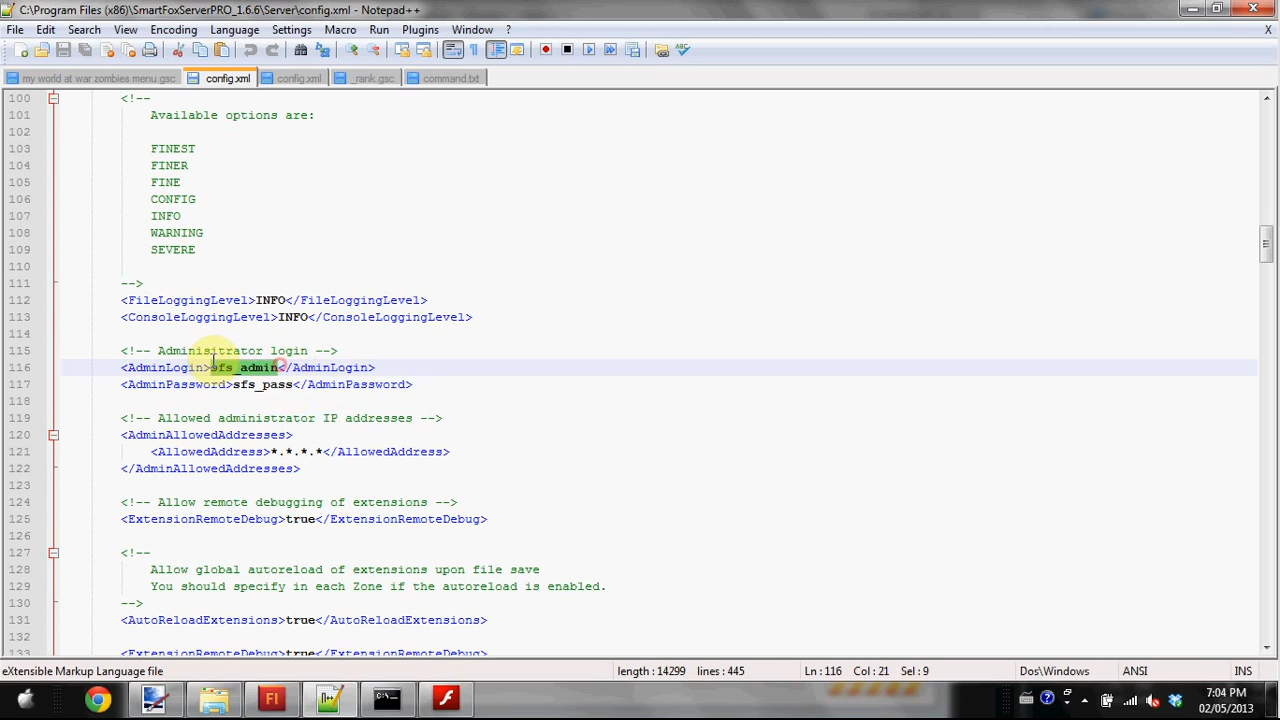 C:\Program Files (x86)\SmartFoxServerPRO_1.6.6\Server\config.xml - Notepad++
File Edit Search View Encoding Language Settings Macro Run Plugins Window ? X
my world at war zombies menu.gsc config.xml config.xml _rank.gsc command.txt
100 <!--
101 Available options are:
102
103 FINEST
104 FINER
105 FINE
106 CONFIG
107 INFO
108 WARNING
109 SEVERE
110
111 -->
112 <FileLoggingLevel>INFO</FileLoggingLevel>
113 <ConsoleLoggingLevel>INFO</ConsoleLoggingLevel>
114
115 <!-- Adminisitrator login -->
116 <AdminLogin>sfs_admin</AdminLogin>
117 <AdminPassword>sfs_pass</AdminPassword>
118
119 <!-- Allowed administrator IP addresses -->
120 <AdminAllowedAddresses>
121 <AllowedAddress>*.*.*.*</AllowedAddress>
122 </AdminAllowedAddresses>
123
124 <!-- Allow remote debugging of extensions -->
125 <ExtensionRemoteDebug>true</ExtensionRemoteDebug>
126
127 <!--
128 Allow global autoreload of extensions upon file save
129 You should specify in each Zone if the autoreload is enabled.
130 -->
131 <AutoReloadExtensions>true</AutoReloadExtensions>
132
133 <ExtensionRemoteDebug>true</ExtensionRemoteDebug>
eXtensible Markup Language file length : 14299 lines : 445 Ln : 116 Col : 21 Sel : 9 Dos\Windows ANSI INS
Fl
7:04 PM
02/05/2013